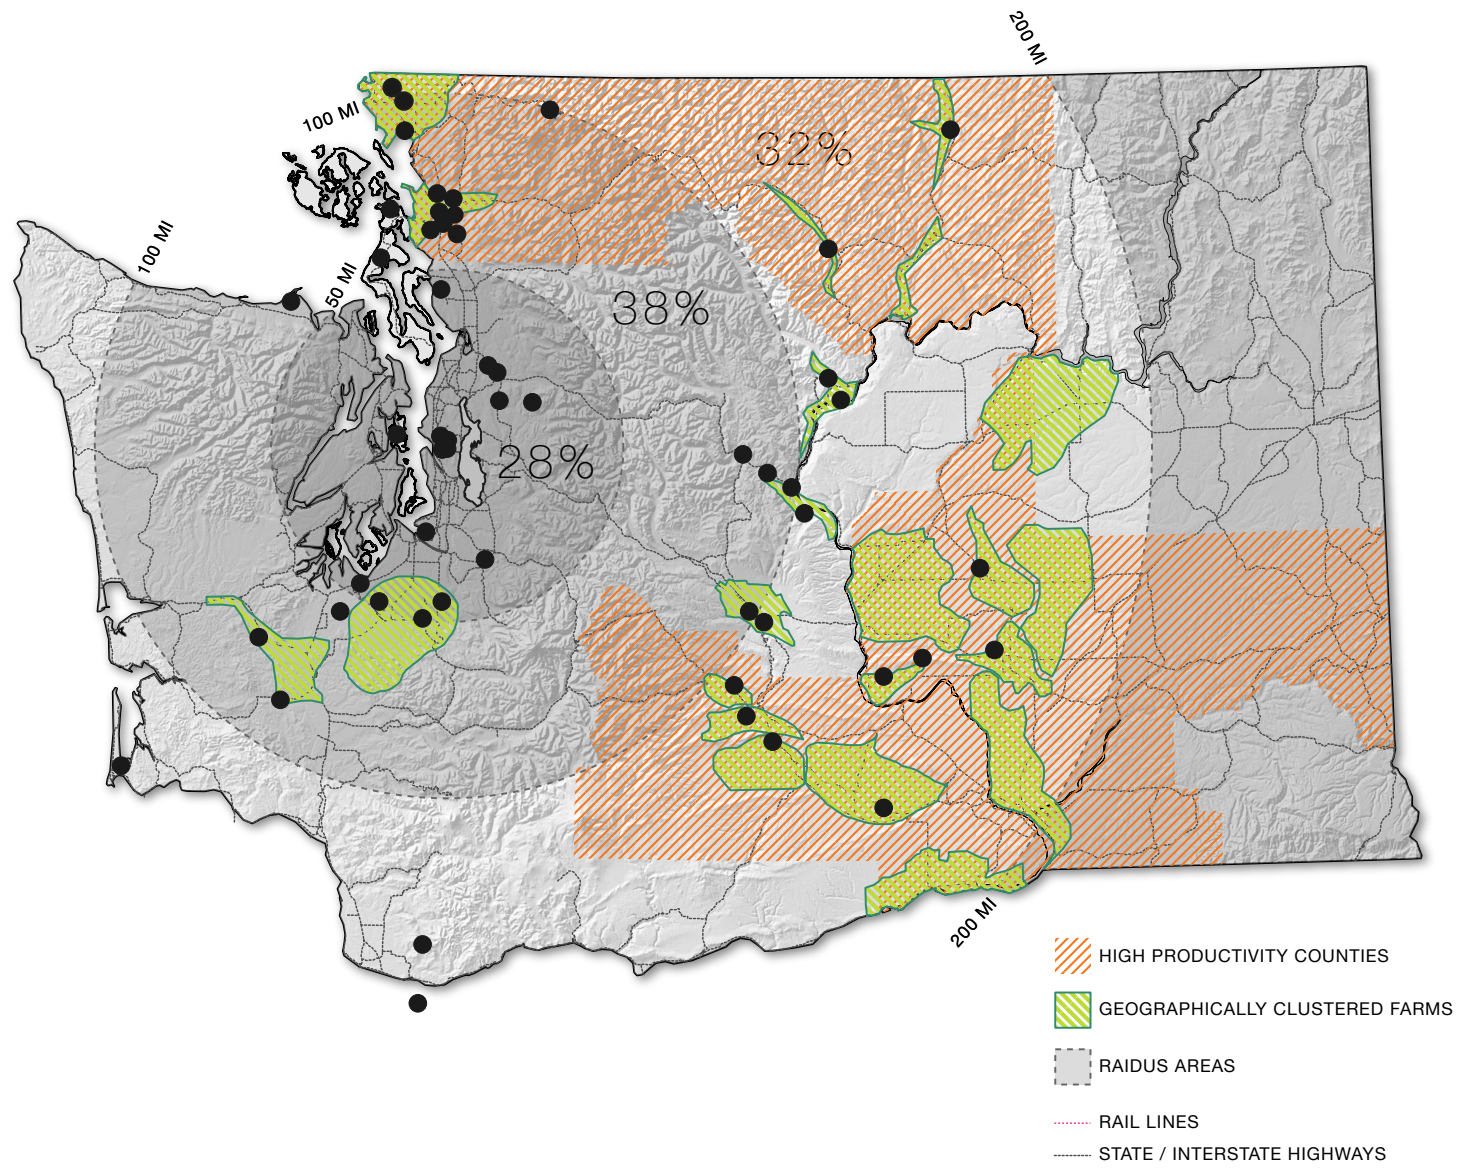 200 MI
100 MI
32%
100 MI
50 MI
38%
28%
200 MI
HIGH PRODUCTIVITY COUNTIES
GEOGRAPHICALLY CLUSTERED FARMS
RAIDUS AREAS
RAIL LINES
STATE / INTERSTATE HIGHWAYS